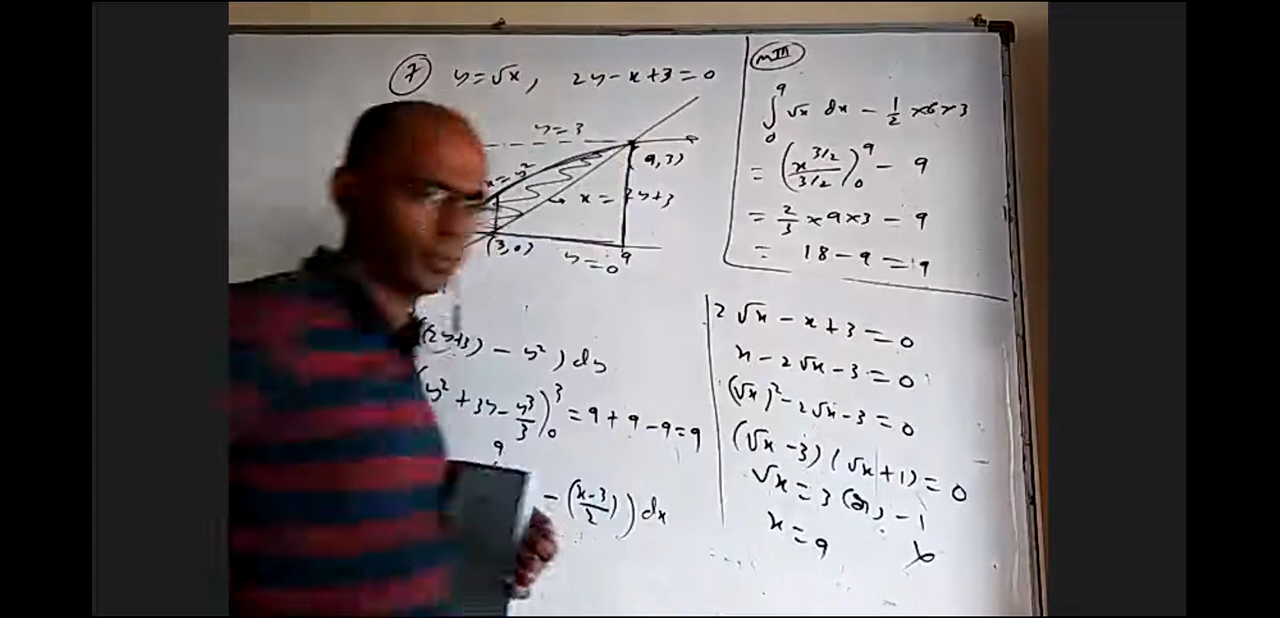 ⑦ y = √x, 2y - x + 3 = 0
y = 3
(9,3)
x = y²
x = 2y+3
(3,0)
y = 0
9
(2y+3) - y² ) dy
(y² + 3y - y³/3)₀³ = 9 + 9 - 9 = 9
9
- (x-3/2) ) dx
M III
∫₀⁹ √x dx - 1/2 × 6 × 3
= (x^3/2 / 3/2)₀⁹ - 9
= 2/3 × 9 × 3 - 9
= 18 - 9 = 9
2√x - x + 3 = 0
x - 2√x - 3 = 0
(√x)² - 2√x - 3 = 0
(√x - 3)(√x + 1) = 0
√x = 3 , -1
x = 9